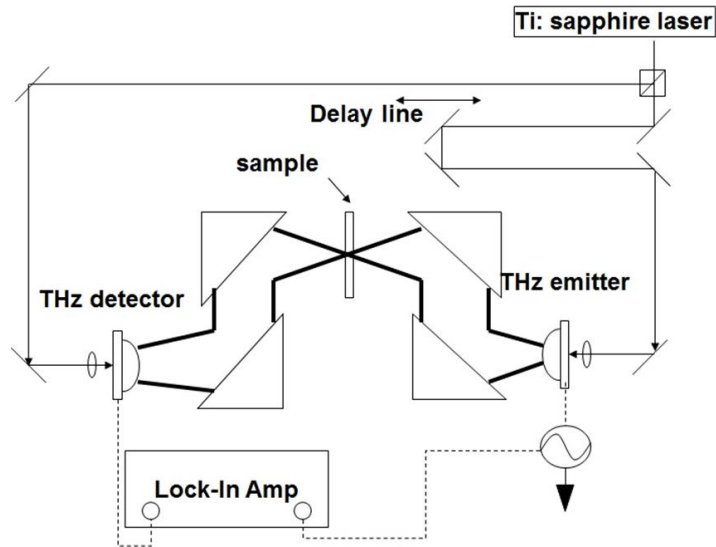 Ti: sapphire laser
Delay line
sample
THz detector
THz emitter
Lock-In Amp